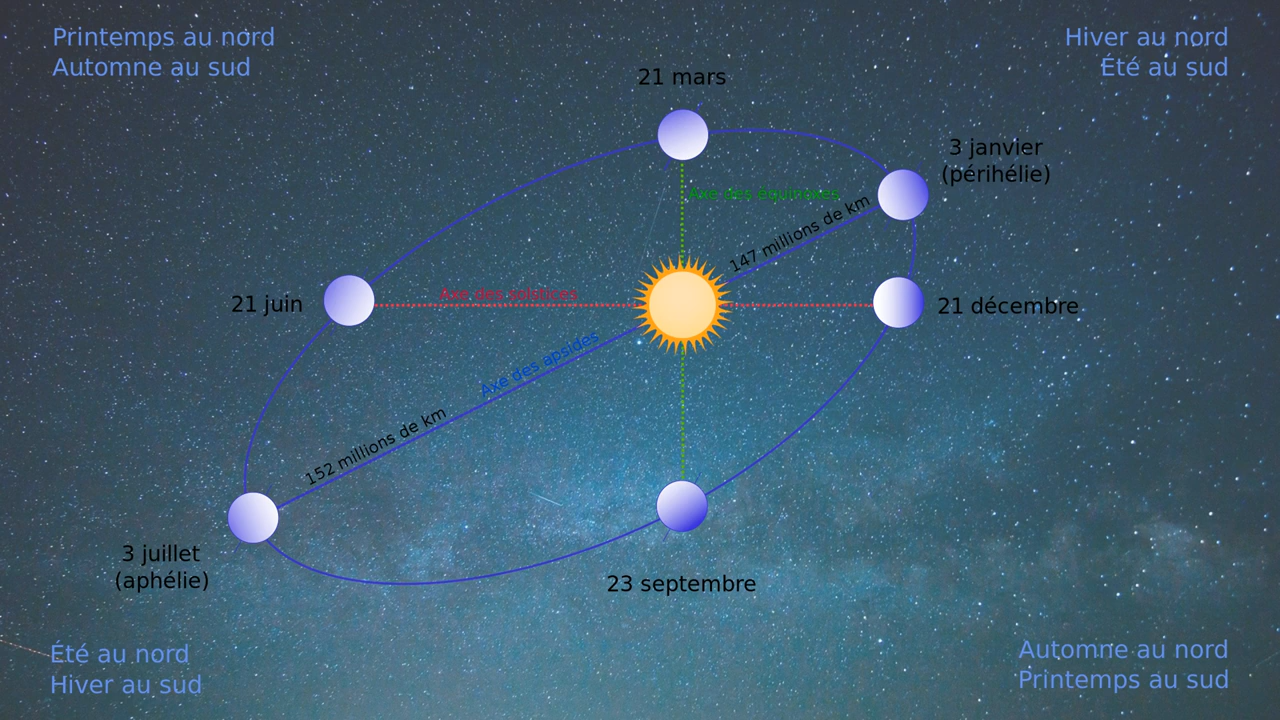 Printemps au nord
Automne au sud
Hiver au nord
Été au sud
21 mars
3 janvier
(périhélie)
Axe des équinoxes
147 millions de km
21 juin
Axe des solstices
21 décembre
Axe des apsides
152 millions de km
3 juillet
(aphélie)
23 septembre
Été au nord
Hiver au sud
Automne au nord
Printemps au sud